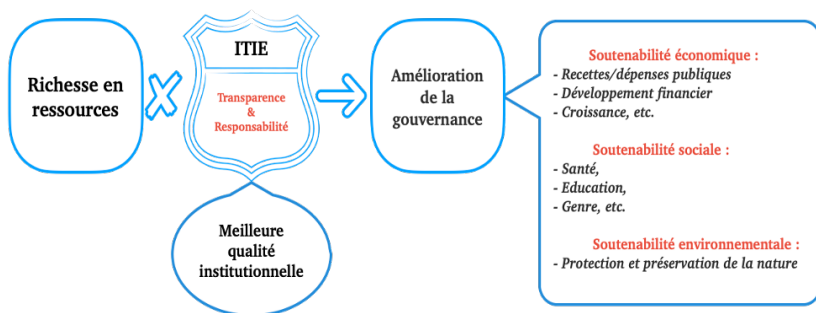 Richesse en
ressources
ITIE
Transparence
&
Responsabilité
Meilleure
qualité
institutionnelle
Amélioration
de la
gouvernance
Soutenabilité économique :
- Recettes/dépenses publiques
- Développement financier
- Croissance, etc.
Soutenabilité sociale :
- Santé,
- Education,
- Genre, etc.
Soutenabilité environnementale :
- Protection et préservation de la nature